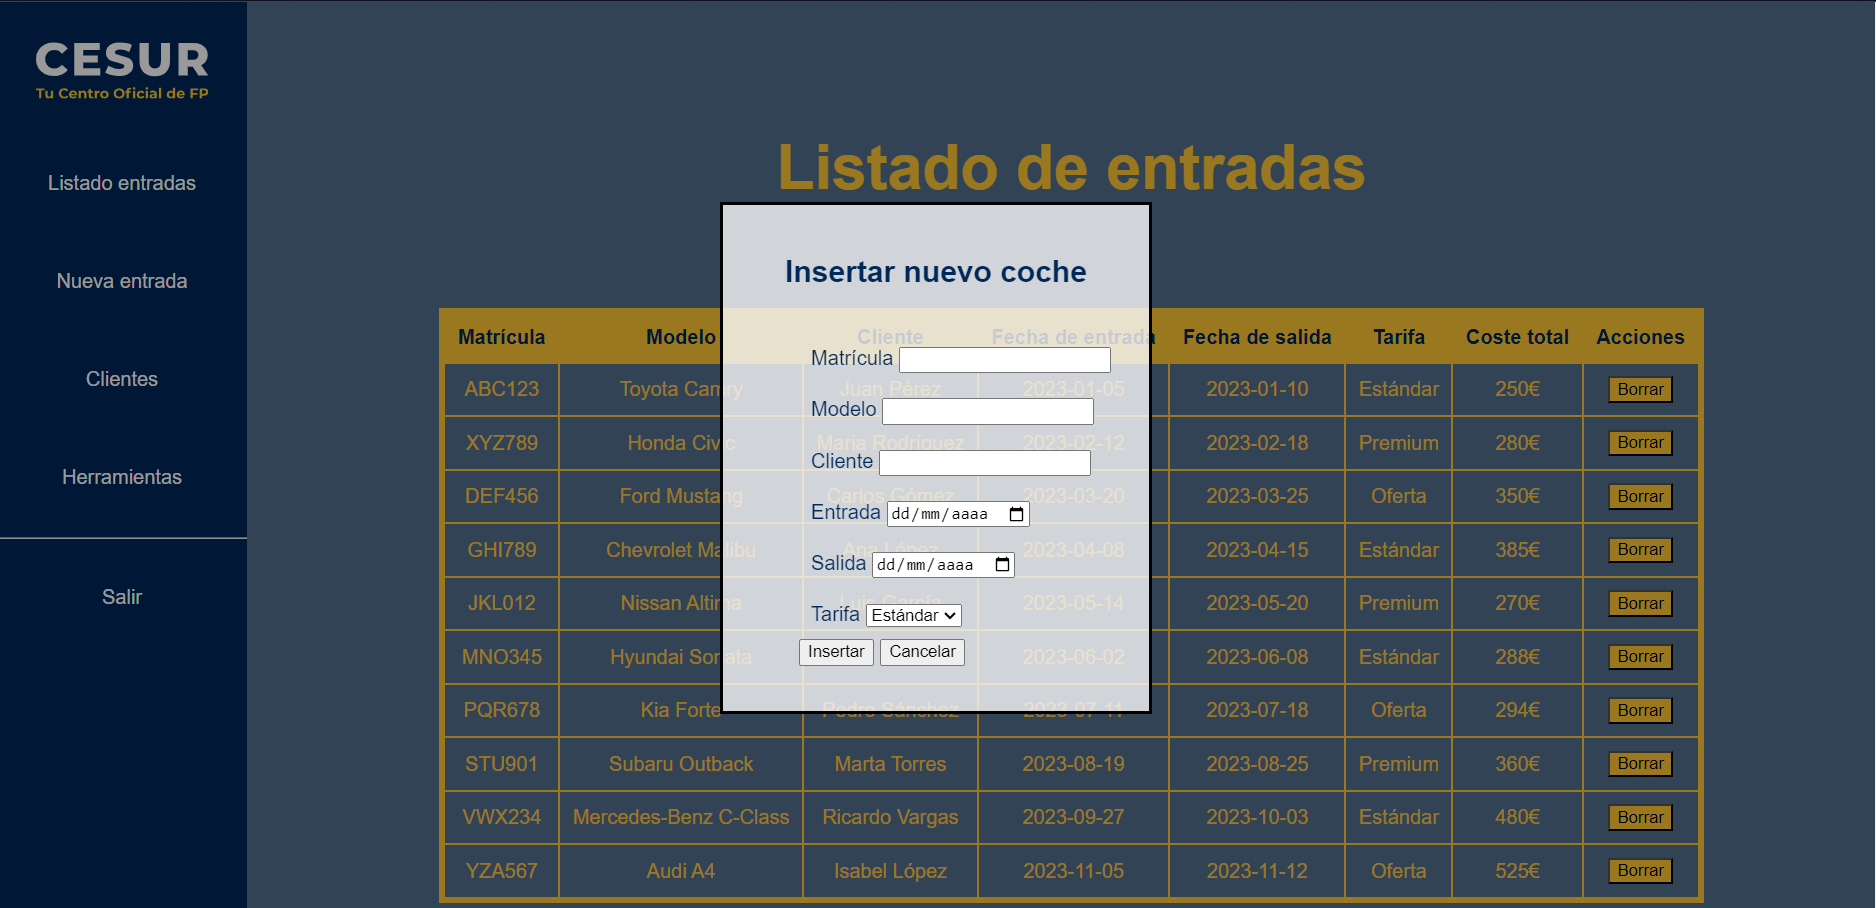 CESUR
Tu Centro Oficial de FP
Listado entradas
Nueva entrada
Clientes
Herramientas
Salir
Listado de entradas
Insertar nuevo coche
Matrícula
Modelo
Cliente
Entrada dd/mm/aaaa
Salida dd/mm/aaaa
Tarifa Estándar
Insertar Cancelar
Matrícula Modelo Cliente Fecha de entrada Fecha de salida Tarifa Coste total Acciones
ABC123 Toyota Camry Juan Pérez 2023-01-05 2023-01-10 Estándar 250€ Borrar
XYZ789 Honda Civic Maria Rodríguez 2023-02-12 2023-02-18 Premium 280€ Borrar
DEF456 Ford Mustang Carlos Gómez 2023-03-20 2023-03-25 Oferta 350€ Borrar
GHI789 Chevrolet Malibu Ana López 2023-04-08 2023-04-15 Estándar 385€ Borrar
JKL012 Nissan Altima Luis García 2023-05-14 2023-05-20 Premium 270€ Borrar
MNO345 Hyundai Sonata 2023-06-02 2023-06-08 Estándar 288€ Borrar
PQR678 Kia Forte Pedro Sánchez 2023-07-11 2023-07-18 Oferta 294€ Borrar
STU901 Subaru Outback Marta Torres 2023-08-19 2023-08-25 Premium 360€ Borrar
VWX234 Mercedes-Benz C-Class Ricardo Vargas 2023-09-27 2023-10-03 Estándar 480€ Borrar
YZA567 Audi A4 Isabel López 2023-11-05 2023-11-12 Oferta 525€ Borrar